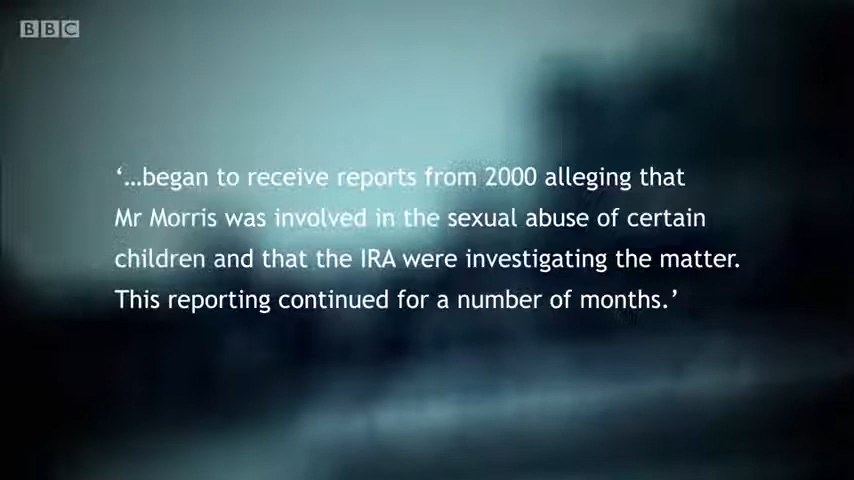 BBC
‘…began to receive reports from 2000 alleging that
Mr Morris was involved in the sexual abuse of certain
children and that the IRA were investigating the matter.
This reporting continued for a number of months.’